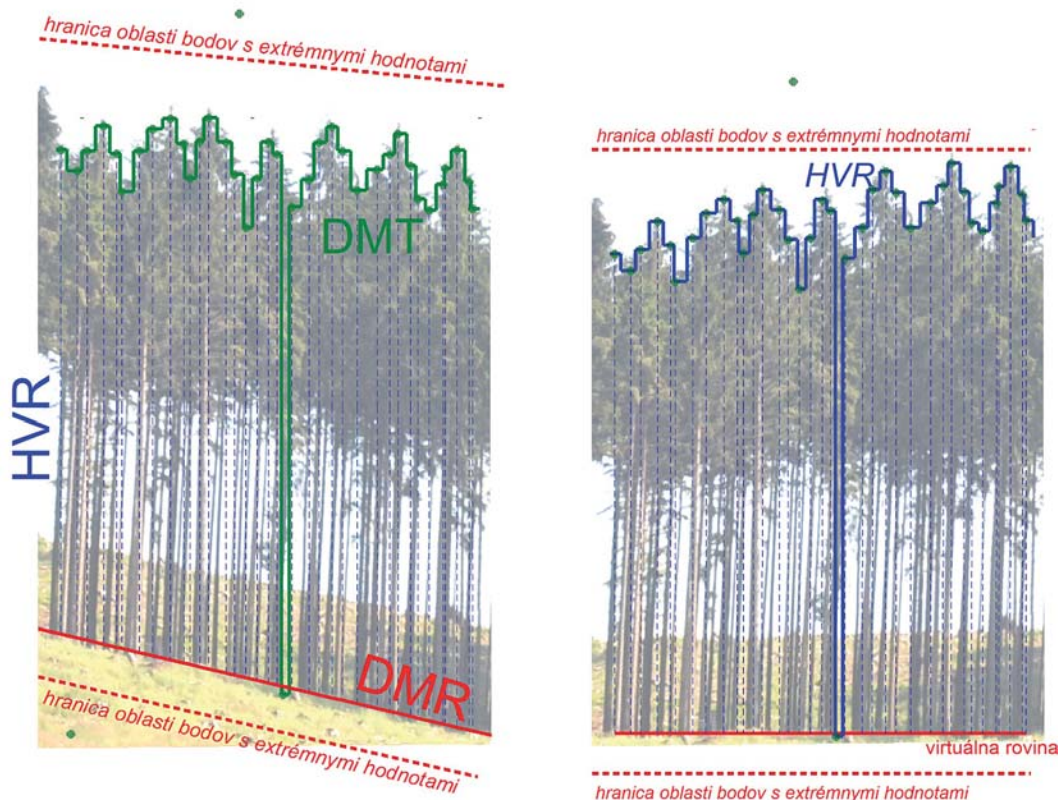 hranica oblasti bodov s extrémnymi hodnotami
DMT
HVR
DMR
hranica oblasti bodov s extrémnymi hodnotami
hranica oblasti bodov s extrémnymi hodnotami
HVR
virtuálna rovina
hranica oblasti bodov s extrémnymi hodnotami